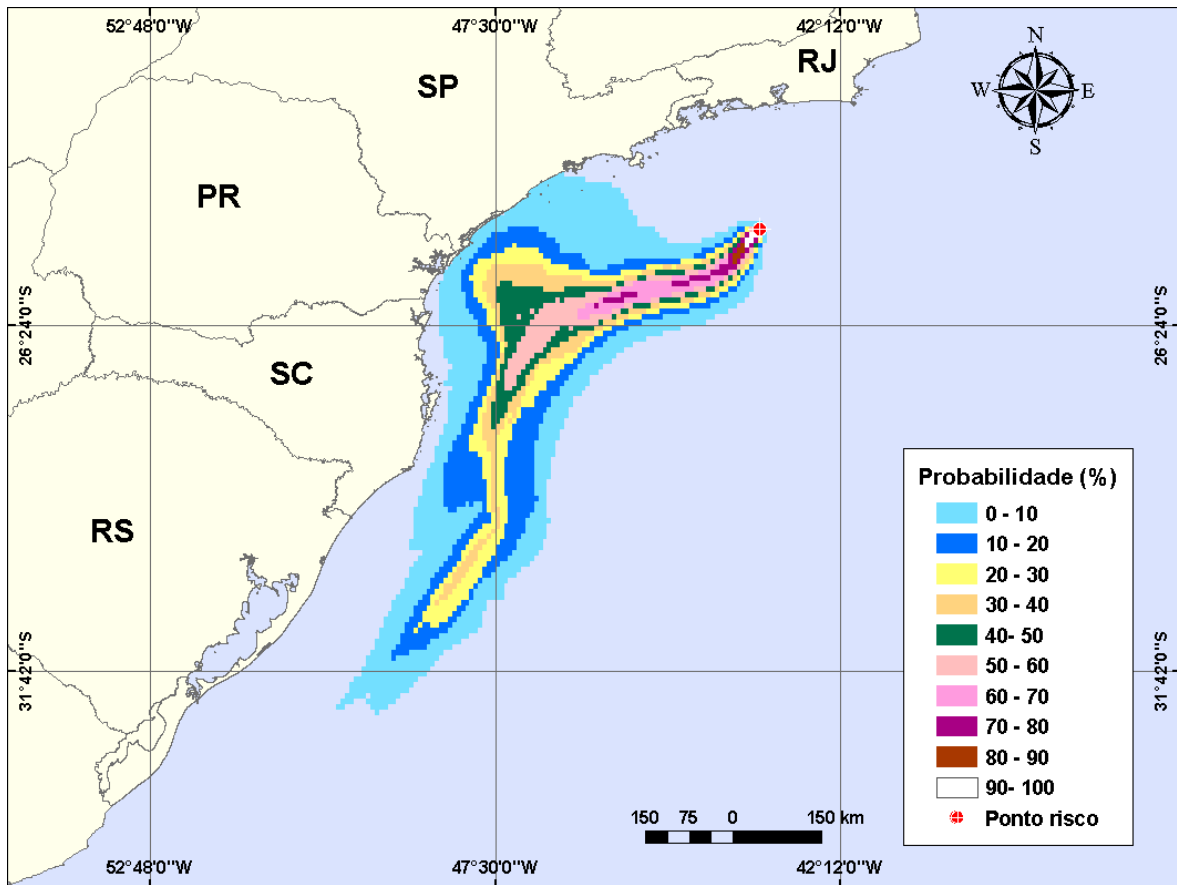 52°48'0"W 47°30'0"W 42°12'0"W
RJ
SP
N
W E
S
PR
26°24'0"S 26°24'0"S
SC
RS
Probabilidade (%)
0 - 10
10 - 20
20 - 30
30 - 40
40- 50
50 - 60
60 - 70
70 - 80
80 - 90
90- 100
Ponto risco
31°42'0"S 31°42'0"S
150 75 0 150 km
52°48'0"W 47°30'0"W 42°12'0"W